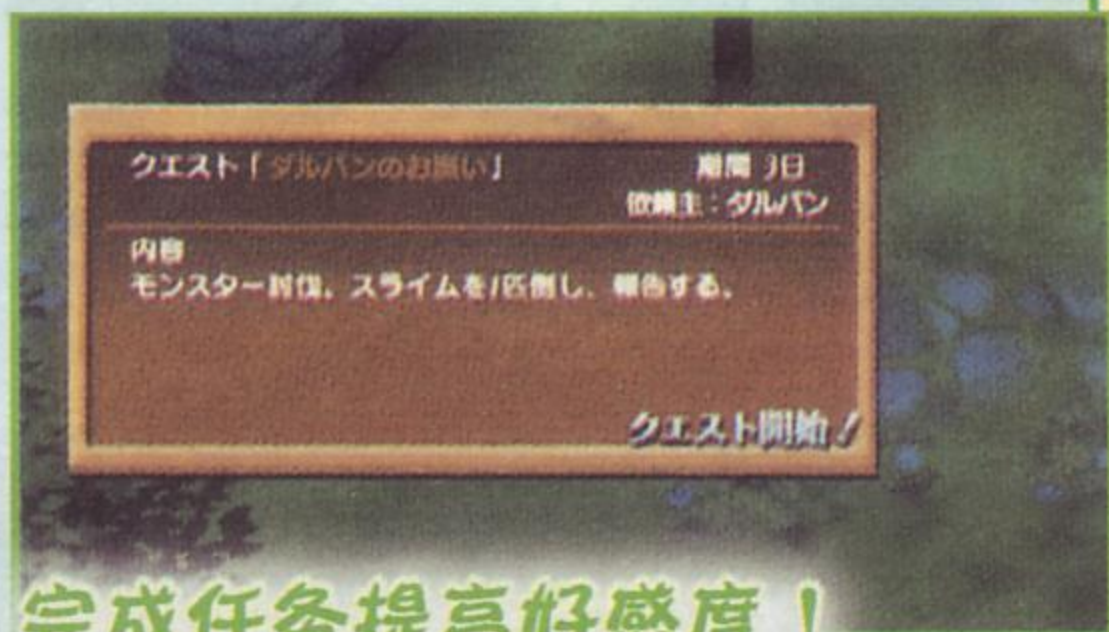 クエスト「ダルバンのお願い」
期間 3日
依頼主：ダルバン
内容
モンスター討伐。スライムを1匹倒し、報告する。
クエスト開始！
完成任务提高好感度！